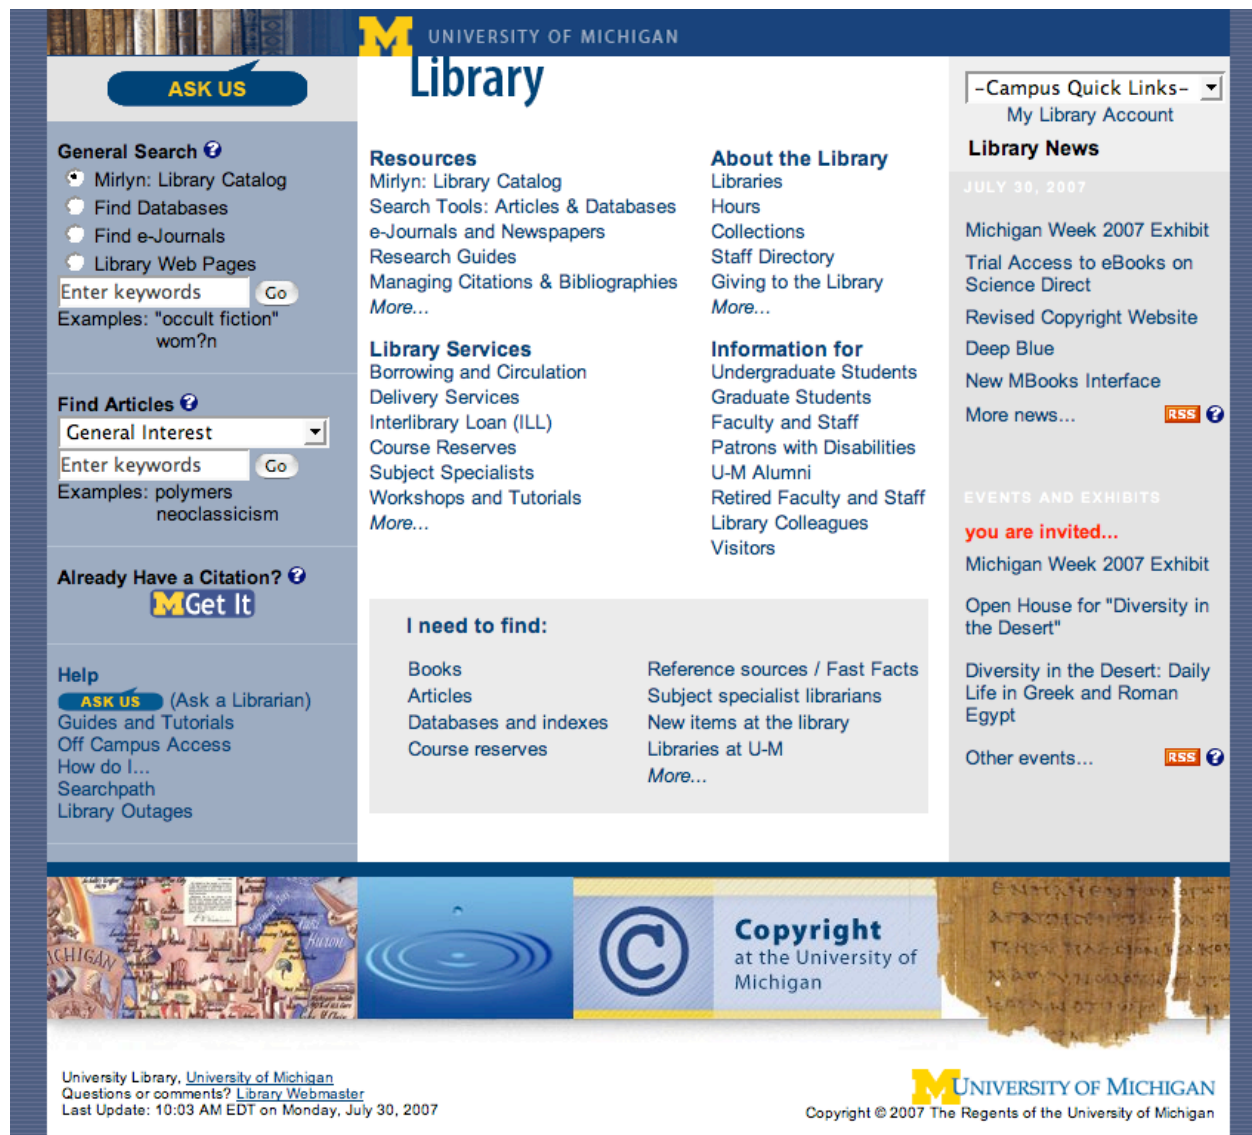 UNIVERSITY OF MICHIGAN
Library
ASK US
General Search ?
Mirlyn: Library Catalog
Find Databases
Find e-Journals
Library Web Pages
Enter keywords Go
Examples: "occult fiction"
wom?n
Find Articles ?
General Interest
Enter keywords Go
Examples: polymers
neoclassicism
Already Have a Citation? ?
MGet It
Help
ASK US (Ask a Librarian)
Guides and Tutorials
Off Campus Access
How do I...
Searchpath
Library Outages
Resources
Mirlyn: Library Catalog
Search Tools: Articles & Databases
e-Journals and Newspapers
Research Guides
Managing Citations & Bibliographies
More...
Library Services
Borrowing and Circulation
Delivery Services
Interlibrary Loan (ILL)
Course Reserves
Subject Specialists
Workshops and Tutorials
More...
About the Library
Libraries
Hours
Collections
Staff Directory
Giving to the Library
More...
Information for
Undergraduate Students
Graduate Students
Faculty and Staff
Patrons with Disabilities
U-M Alumni
Retired Faculty and Staff
Library Colleagues
Visitors
I need to find:
Books
Articles
Databases and indexes
Course reserves
Reference sources / Fast Facts
Subject specialist librarians
New items at the library
Libraries at U-M
More...
-Campus Quick Links-
My Library Account
Library News
JULY 30, 2007
Michigan Week 2007 Exhibit
Trial Access to eBooks on
Science Direct
Revised Copyright Website
Deep Blue
New MBooks Interface
More news... RSS ?
EVENTS AND EXHIBITS
you are invited...
Michigan Week 2007 Exhibit
Open House for "Diversity in
the Desert"
Diversity in the Desert: Daily
Life in Greek and Roman
Egypt
Other events... RSS ?
MICHIGAN
Huron
©
Copyright
at the University of
Michigan
University Library, University of Michigan
Questions or comments? Library Webmaster
Last Update: 10:03 AM EDT on Monday, July 30, 2007
M UNIVERSITY OF MICHIGAN
Copyright © 2007 The Regents of the University of Michigan